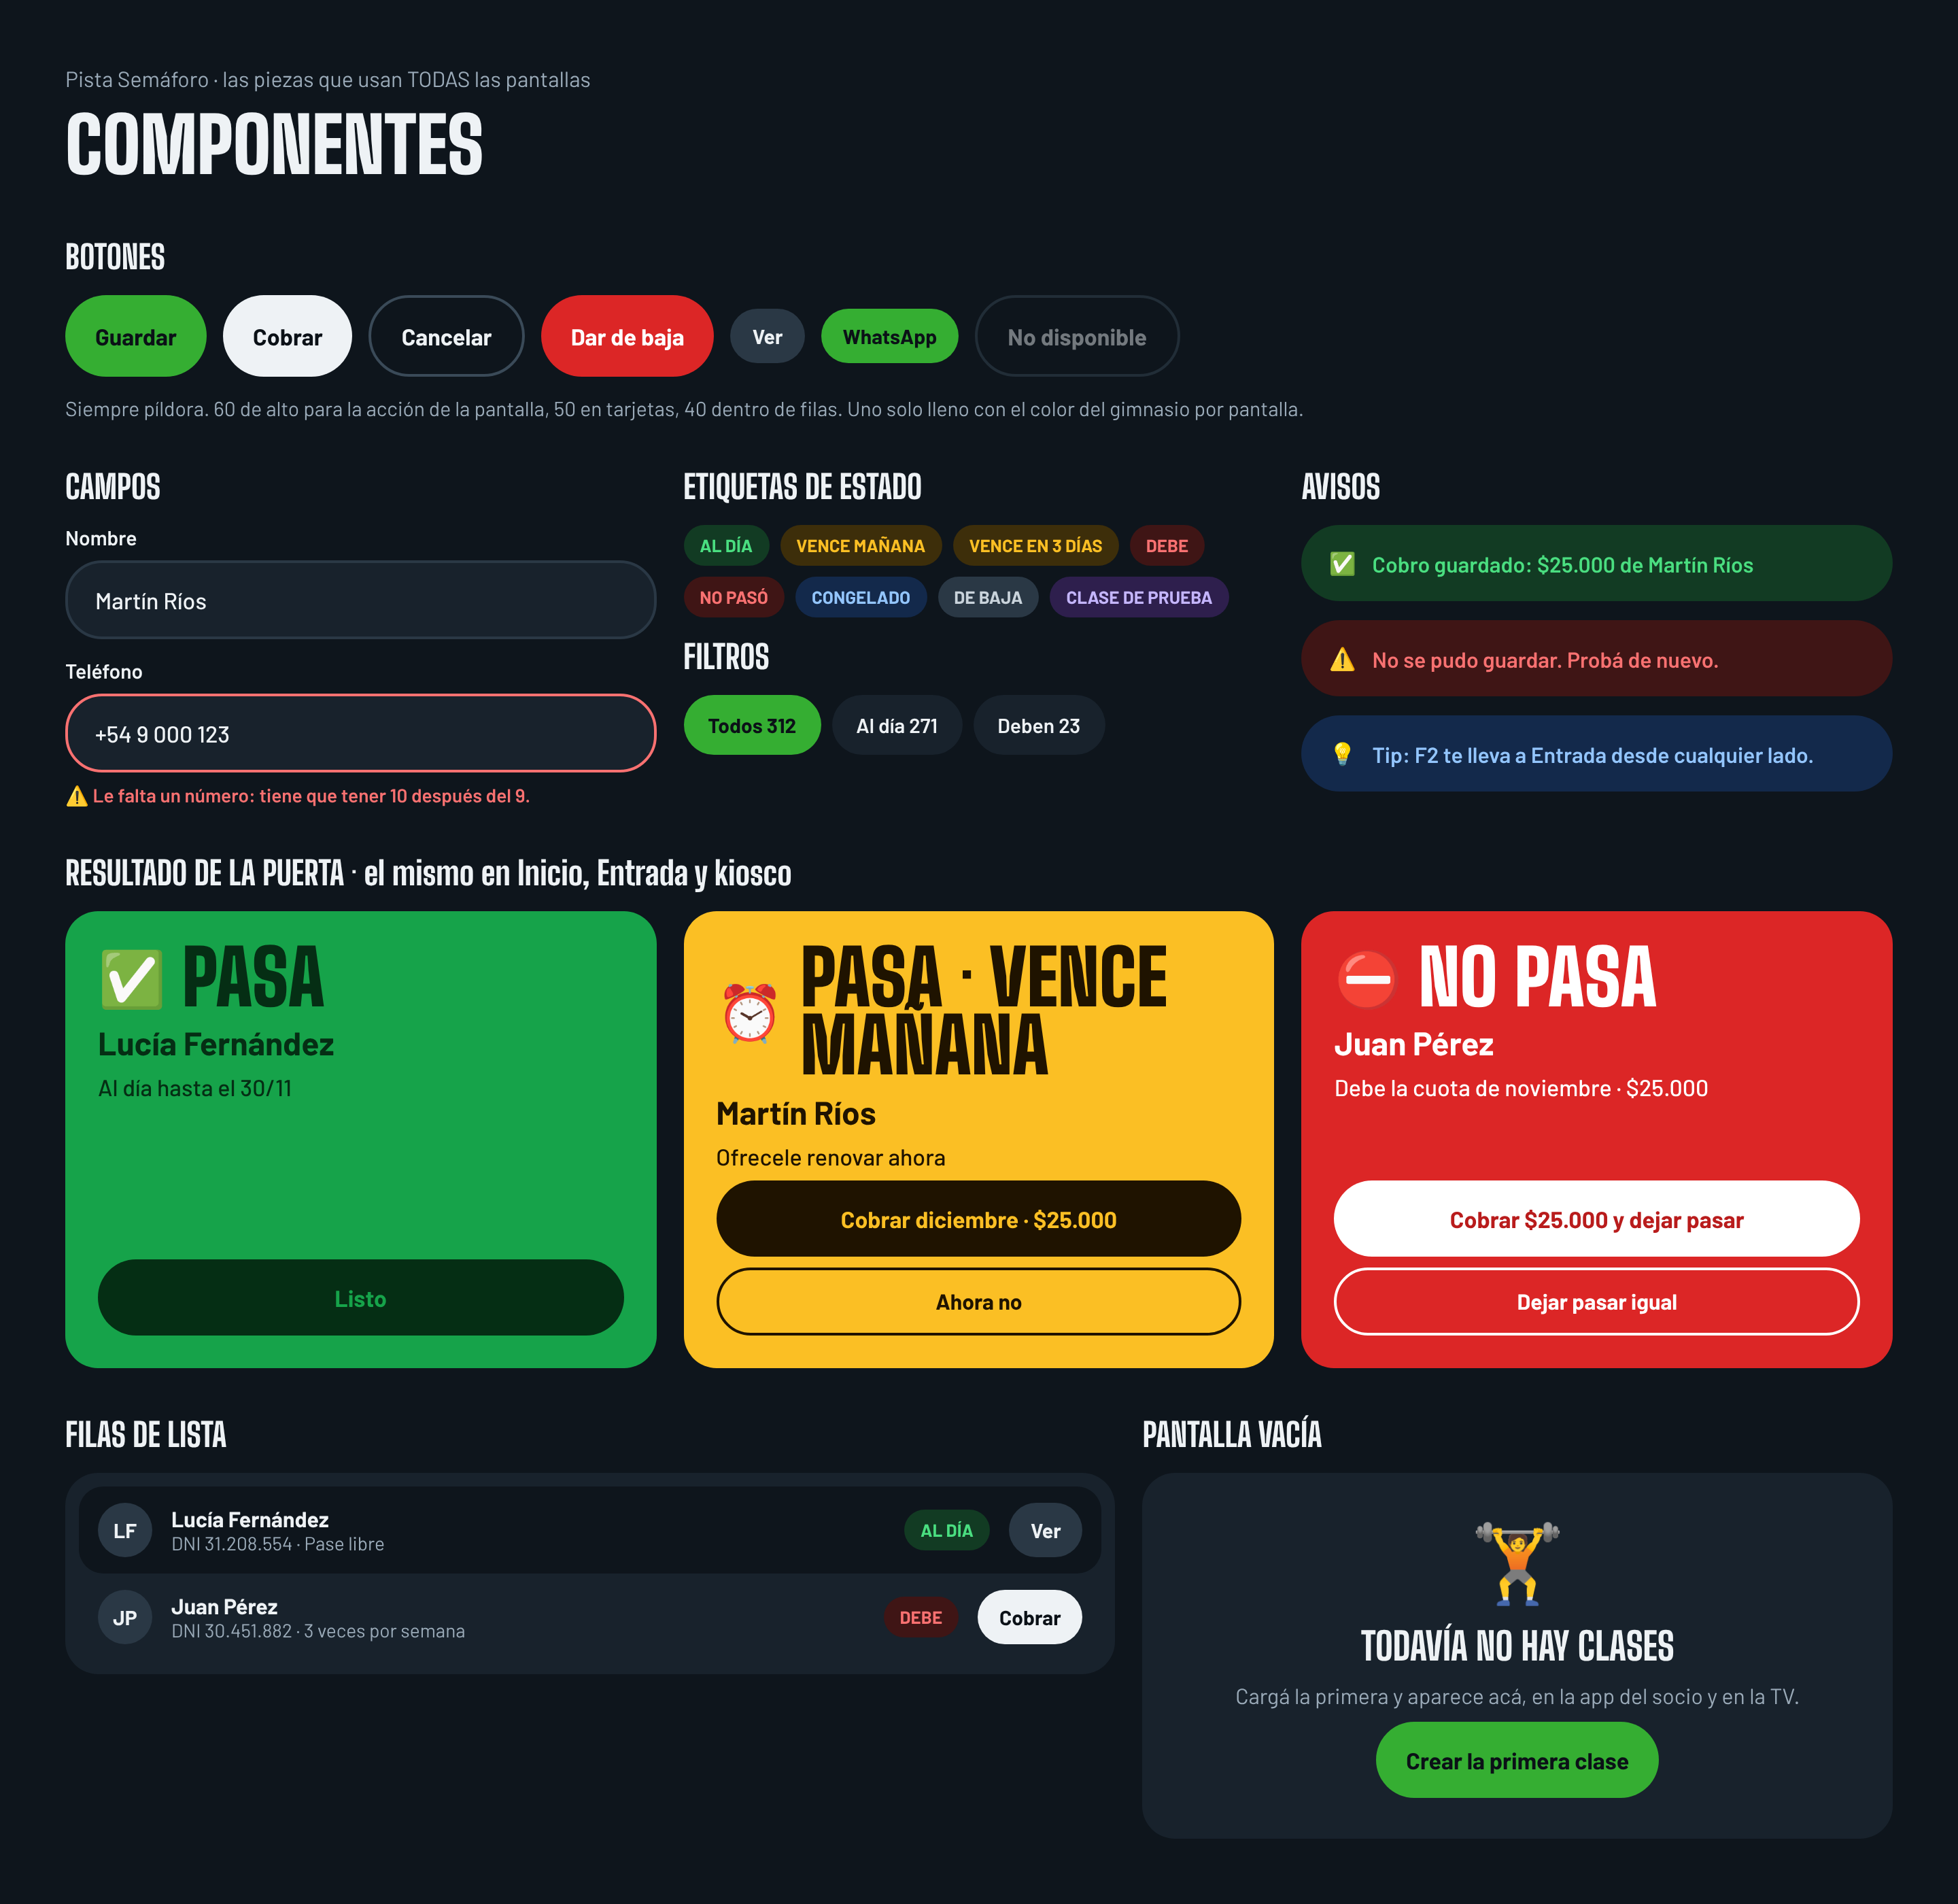 Pista Semáforo · las piezas que usan TODAS las pantallas
COMPONENTES
BOTONES
Guardar
Cobrar
Cancelar
Dar de baja
Ver
WhatsApp
No disponible
Siempre píldora. 60 de alto para la acción de la pantalla, 50 en tarjetas, 40 dentro de filas. Uno solo lleno con el color del gimnasio por pantalla.
CAMPOS
Nombre
Martín Ríos
Teléfono
+54 9 000 123
⚠️ Le falta un número: tiene que tener 10 después del 9.
ETIQUETAS DE ESTADO
AL DÍA
VENCE MAÑANA
VENCE EN 3 DÍAS
DEBE
NO PASÓ
CONGELADO
DE BAJA
CLASE DE PRUEBA
FILTROS
Todos 312
Al día 271
Deben 23
AVISOS
✅ Cobro guardado: $25.000 de Martín Ríos
⚠️ No se pudo guardar. Probá de nuevo.
💡 Tip: F2 te lleva a Entrada desde cualquier lado.
RESULTADO DE LA PUERTA · el mismo en Inicio, Entrada y kiosco
✅ PASA
Lucía Fernández
Al día hasta el 30/11
Listo
⏰ PASA · VENCE
MAÑANA
Martín Ríos
Ofrecele renovar ahora
Cobrar diciembre · $25.000
Ahora no
⛔ NO PASA
Juan Pérez
Debe la cuota de noviembre · $25.000
Cobrar $25.000 y dejar pasar
Dejar pasar igual
FILAS DE LISTA
LF
Lucía Fernández
DNI 31.208.554 · Pase libre
AL DÍA
Ver
JP
Juan Pérez
DNI 30.451.882 · 3 veces por semana
DEBE
Cobrar
PANTALLA VACÍA
TODAVÍA NO HAY CLASES
Cargá la primera y aparece acá, en la app del socio y en la TV.
Crear la primera clase